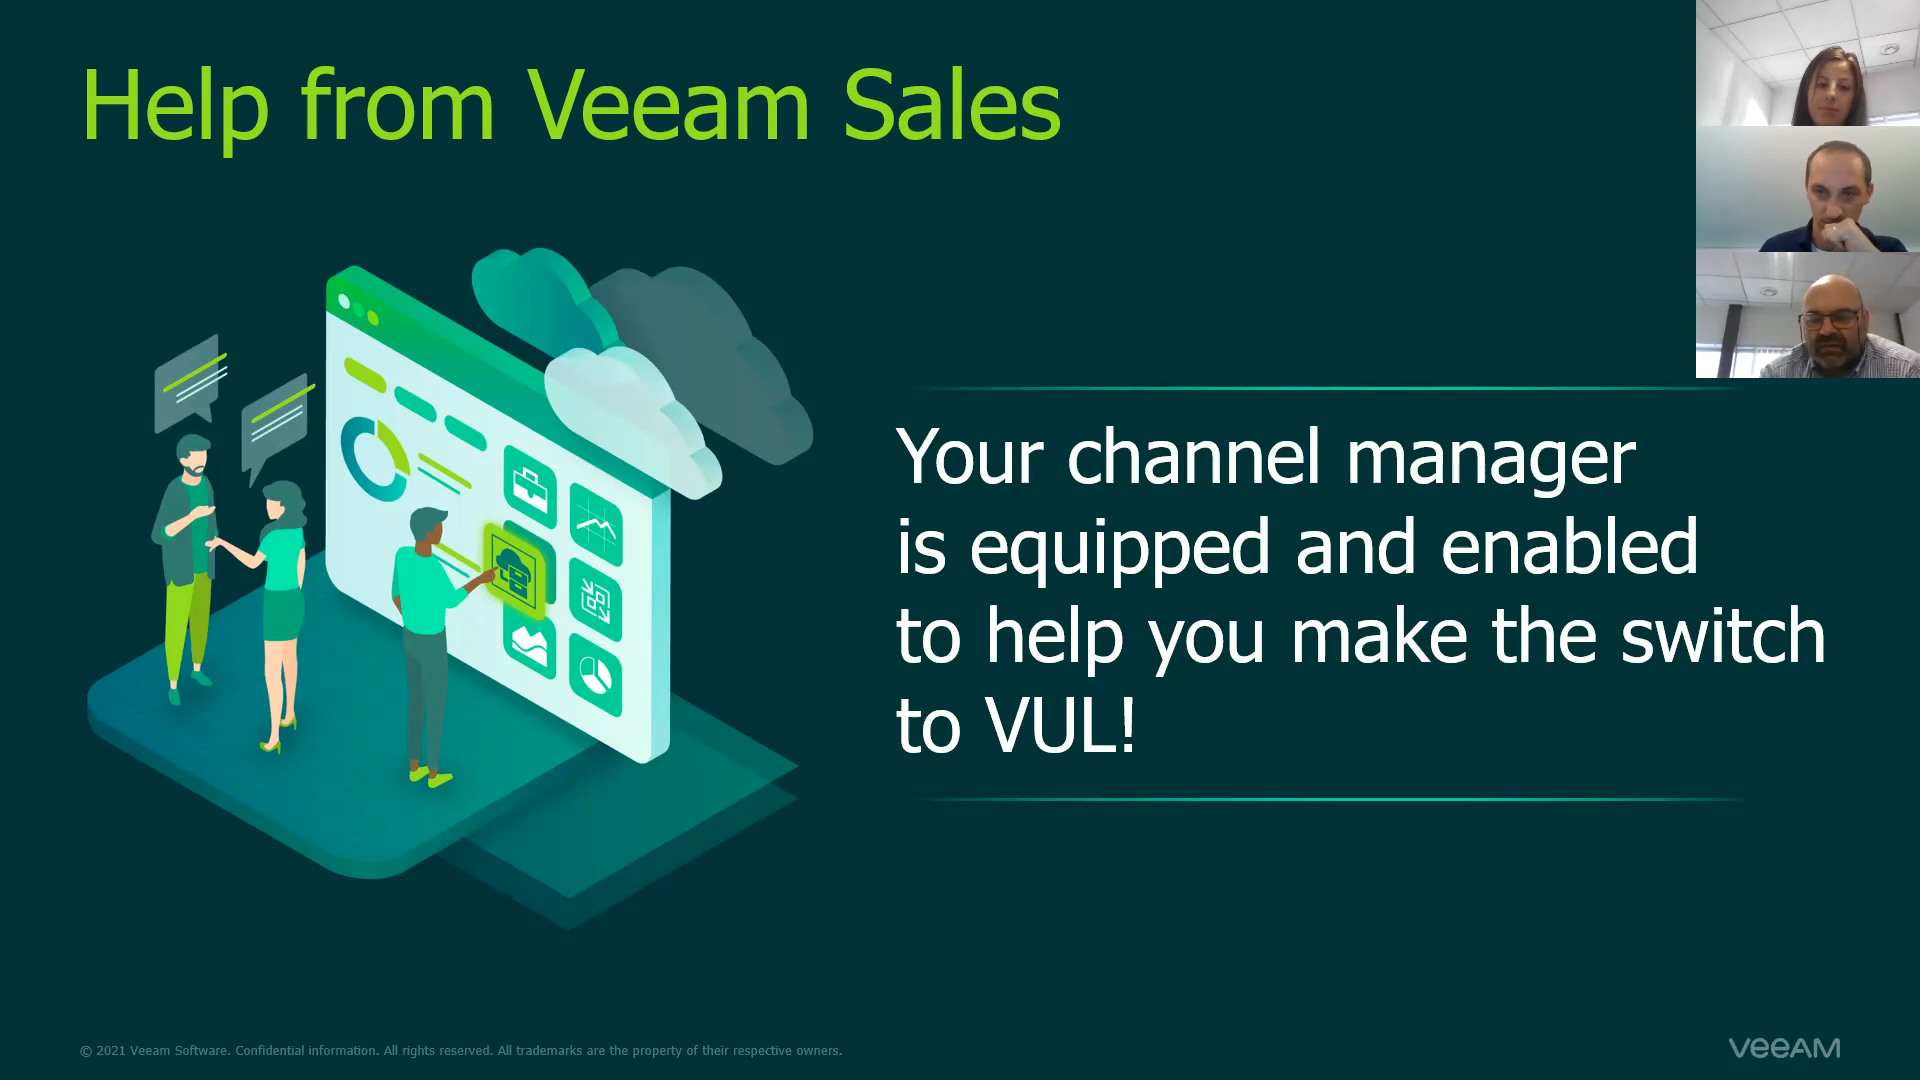 Help from Veeam Sales
Your channel manager
is equipped and enabled
to help you make the switch
to VUL!
© 2021 Veeam Software. Confidential information. All rights reserved. All trademarks are the property of their respective owners.
veeAM